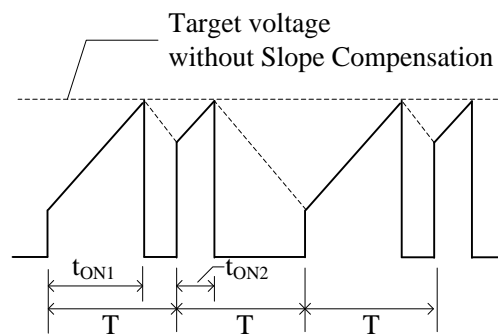 Target voltage
without Slope Compensation
tON1
tON2
T
T
T